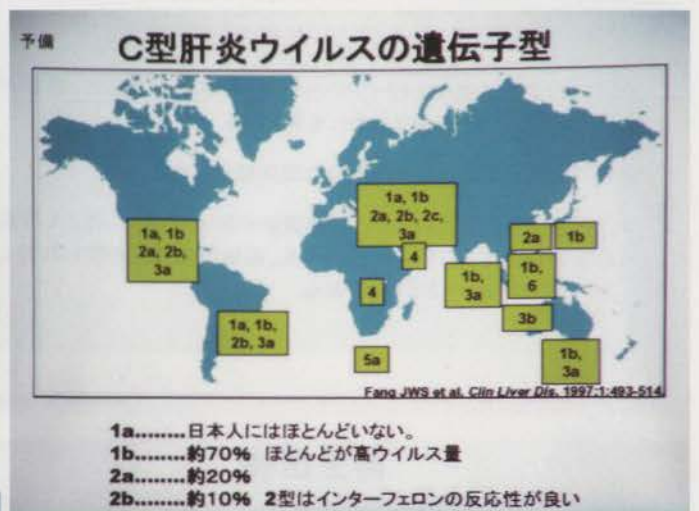 予備
C型肝炎ウイルスの遺伝子型
1a, 1b
2a, 2b,
3a
1a, 1b,
2b, 3a
1a, 1b
2a, 2b, 2c,
3a
4
4
5a
1b,
3a
2a
1b
1b,
6
3b
1b,
3a
Fang JWS et al. Clin Liver Dis. 1997;1:493-514.
1a........日本人にはほとんどいない。
1b........約70% ほとんどが高ウイルス量
2a........約20%
2b........約10% 2型はインターフェロンの反応性が良い